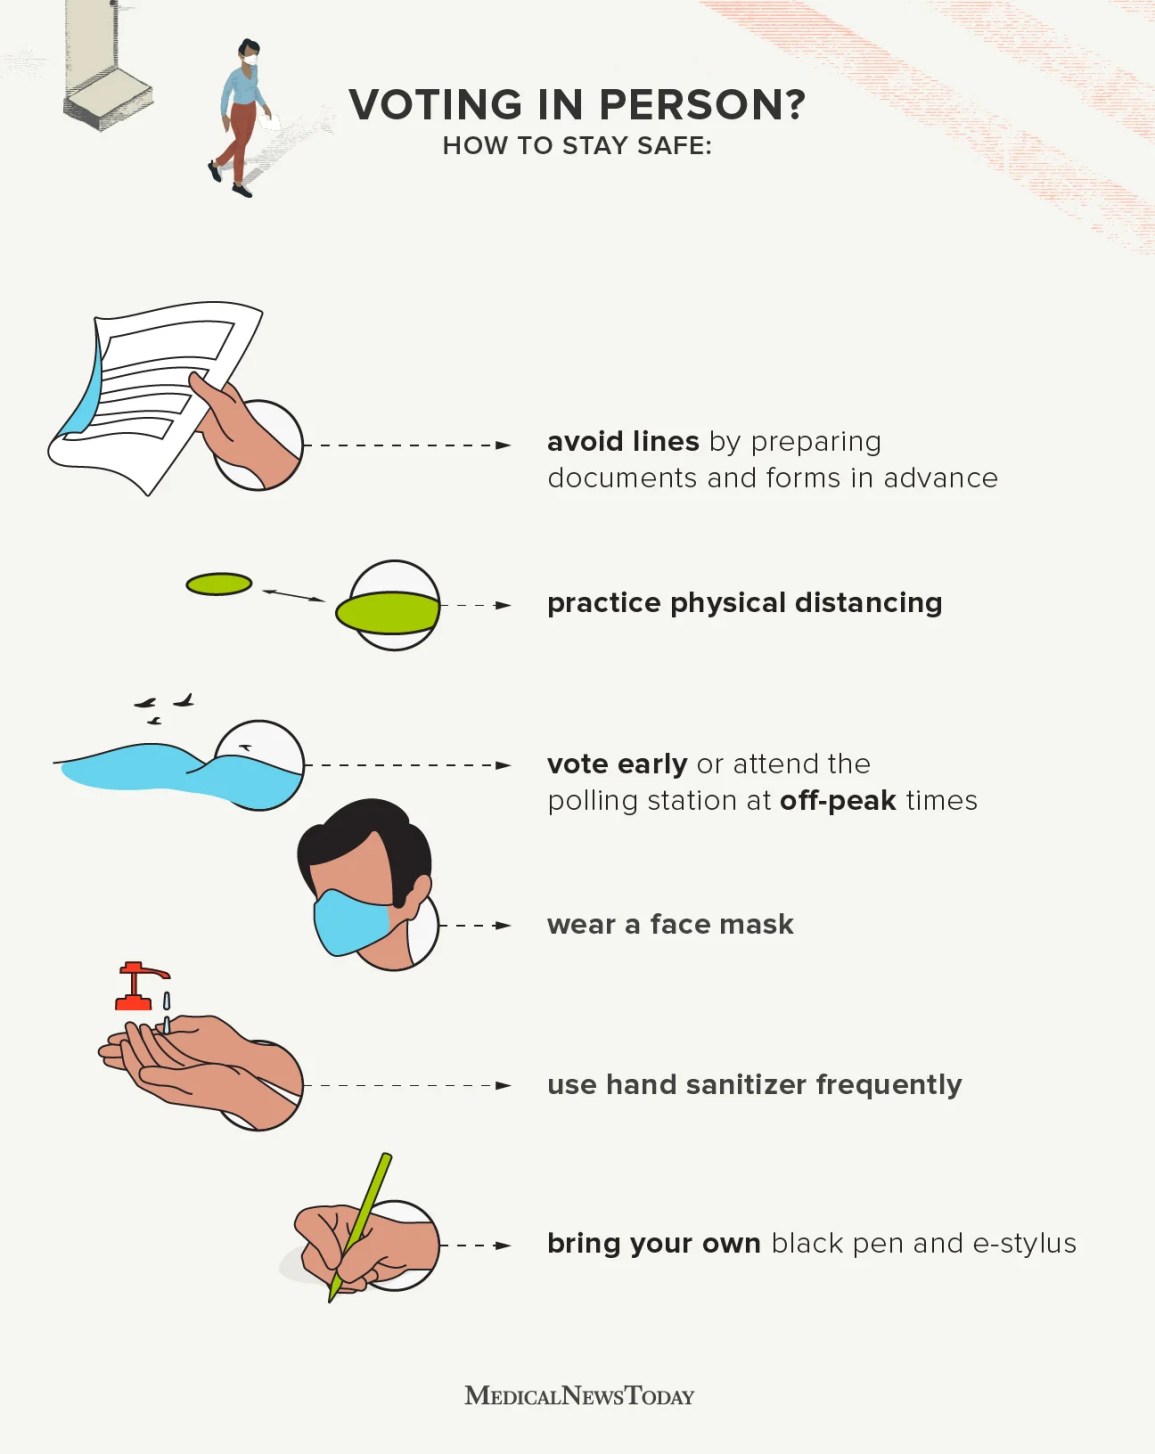 VOTING IN PERSON?
HOW TO STAY SAFE:
avoid lines by preparing
documents and forms in advance
practice physical distancing
vote early or attend the
polling station at off-peak times
wear a face mask
use hand sanitizer frequently
bring your own black pen and e-stylus
MEDICALNEWSTODAY